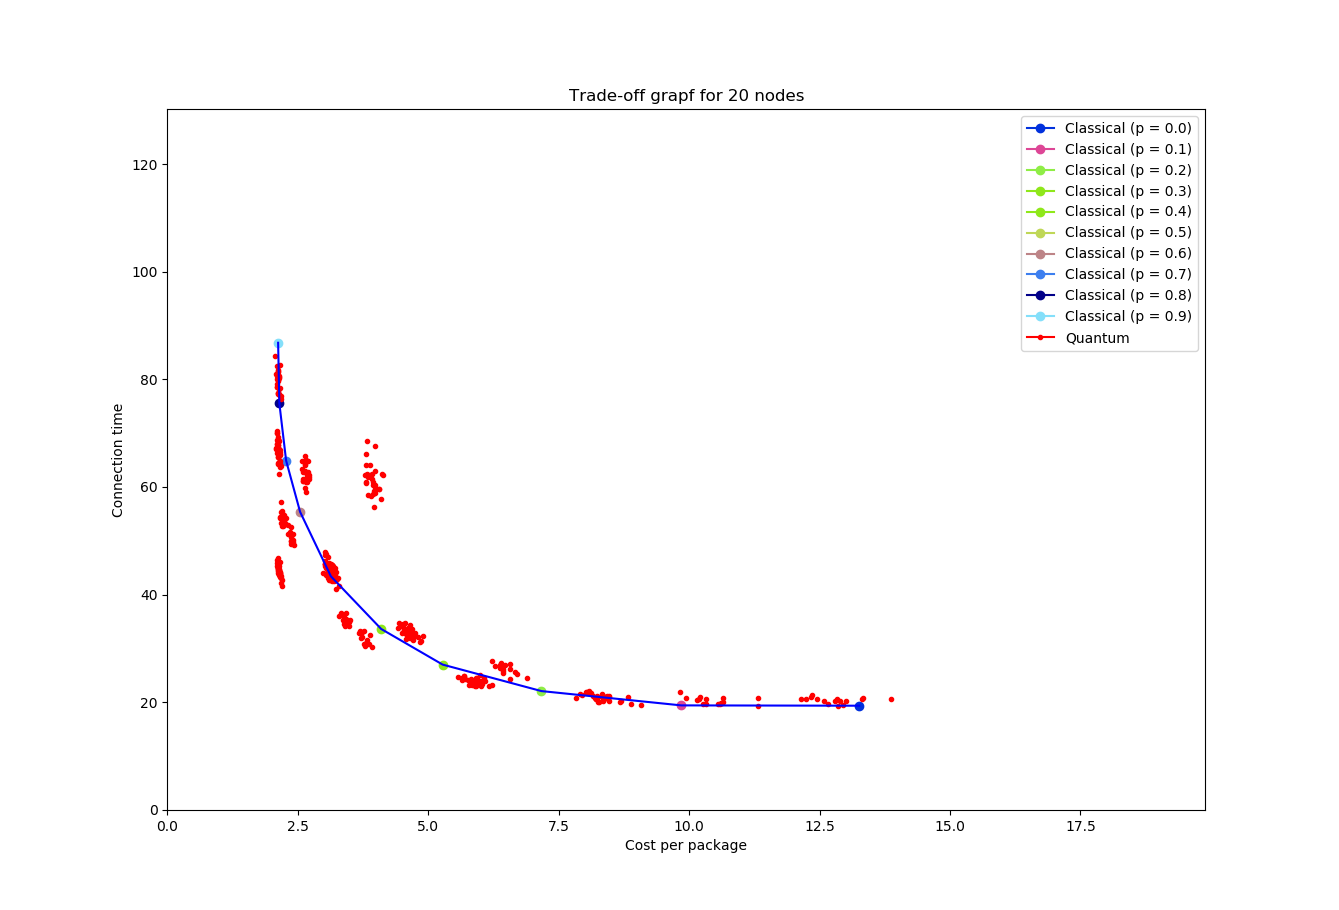 Trade-off grapf for 20 nodes
Classical (p = 0.0)
Classical (p = 0.1)
Classical (p = 0.2)
Classical (p = 0.3)
Classical (p = 0.4)
Classical (p = 0.5)
Classical (p = 0.6)
Classical (p = 0.7)
Classical (p = 0.8)
Classical (p = 0.9)
Quantum
120
100
80
60
40
20
0
Connection time
0.0 2.5 5.0 7.5 10.0 12.5 15.0 17.5
Cost per package